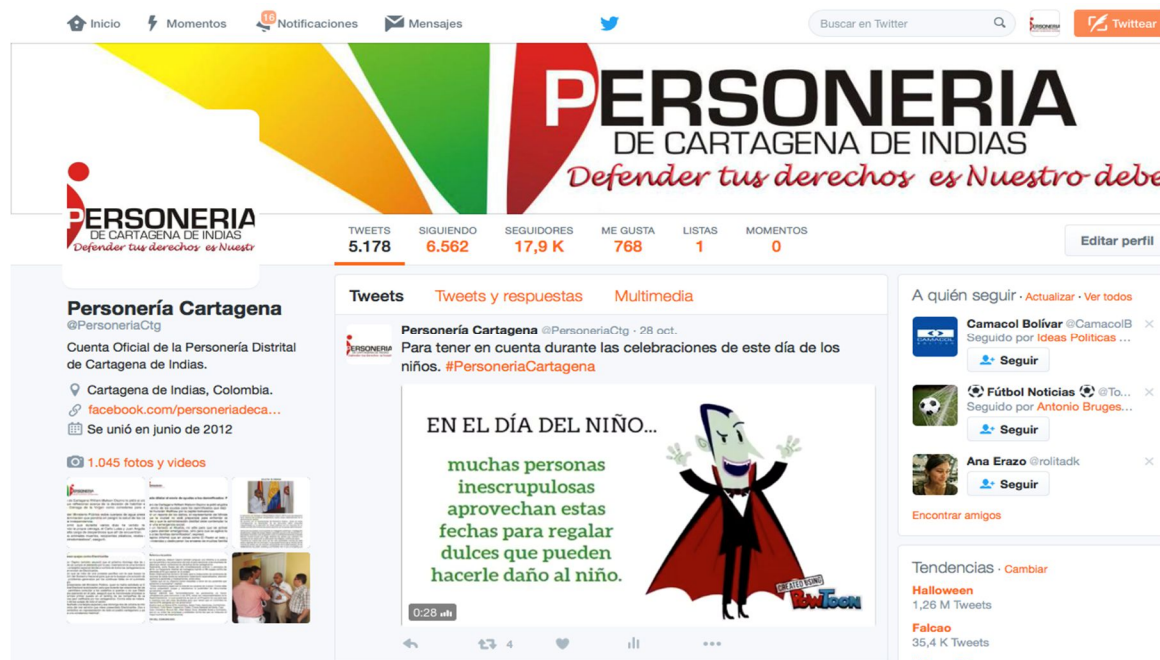 Inicio
Momentos
16
Notificaciones
Mensajes
Buscar en Twitter
Twittear
PERSONERIA
DE CARTAGENA DE INDIAS
Defender tus derechos es Nuestro debe
PERSONERIA
DE CARTAGENA DE INDIAS
Defender tus derechos es Nuestr
TWEETS
5.178
SIGUIENDO
6.562
SEGUIDORES
17,9 K
ME GUSTA
768
LISTAS
1
MOMENTOS
0
Editar perfil
Personería Cartagena
@PersoneriaCtg
Cuenta Oficial de la Personería Distrital
de Cartagena de Indias.
Cartagena de Indias, Colombia.
facebook.com/personeriadeca...
Se unió en junio de 2012
1.045 fotos y videos
Tweets
Tweets y respuestas
Multimedia
Personería Cartagena @PersoneriaCtg · 28 oct.
Para tener en cuenta durante las celebraciones de este día de los
niños. #PersoneriaCartagena
EN EL DÍA DEL NIÑO...
muchas personas
inescrupulosas
aprovechan estas
fechas para regalar
dulces que pueden
hacerle daño al niño.
0:28
CREATED USING
POWTOON
4
A quién seguir · Actualizar · Ver todos
Camacol Bolívar @CamacolB
Seguido por Ideas Politicas ...
Seguir
Fútbol Noticias @To...
Seguido por Antonio Bruges...
Seguir
Ana Erazo @rolitadk
Seguir
Encontrar amigos
Tendencias · Cambiar
Halloween
1,26 M Tweets
Falcao
35,4 K Tweets